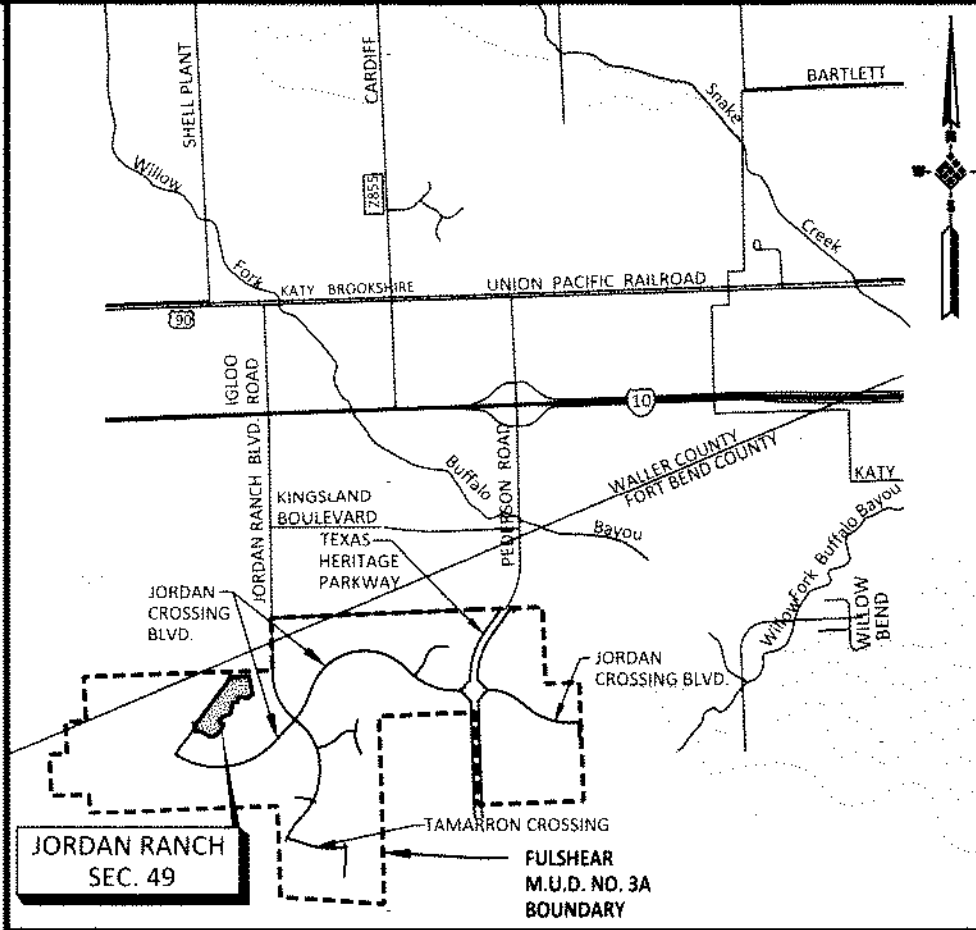 SHELL PLANT
CARDIFF
Snake
BARTLETT
Willow
2855
N
W
S
Creek
Fork
KATY BROOKSHIRE
UNION PACIFIC RAILROAD
90
IGLOO
ROAD
10
JORDAN RANCH BLVD.
PEDERSON ROAD
WALLER COUNTY
FORT BEND COUNTY
Buffalo
Bayou
KATY
KINGSLAND
BOULEVARD
TEXAS
HERITAGE
PARKWAY
Willow Fork Buffalo Bayou
WILLOW
BEND
JORDAN
CROSSING
BLVD.
JORDAN
CROSSING BLVD.
TAMARRON CROSSING
JORDAN RANCH
SEC. 49
FULSHEAR
M.U.D. NO. 3A
BOUNDARY